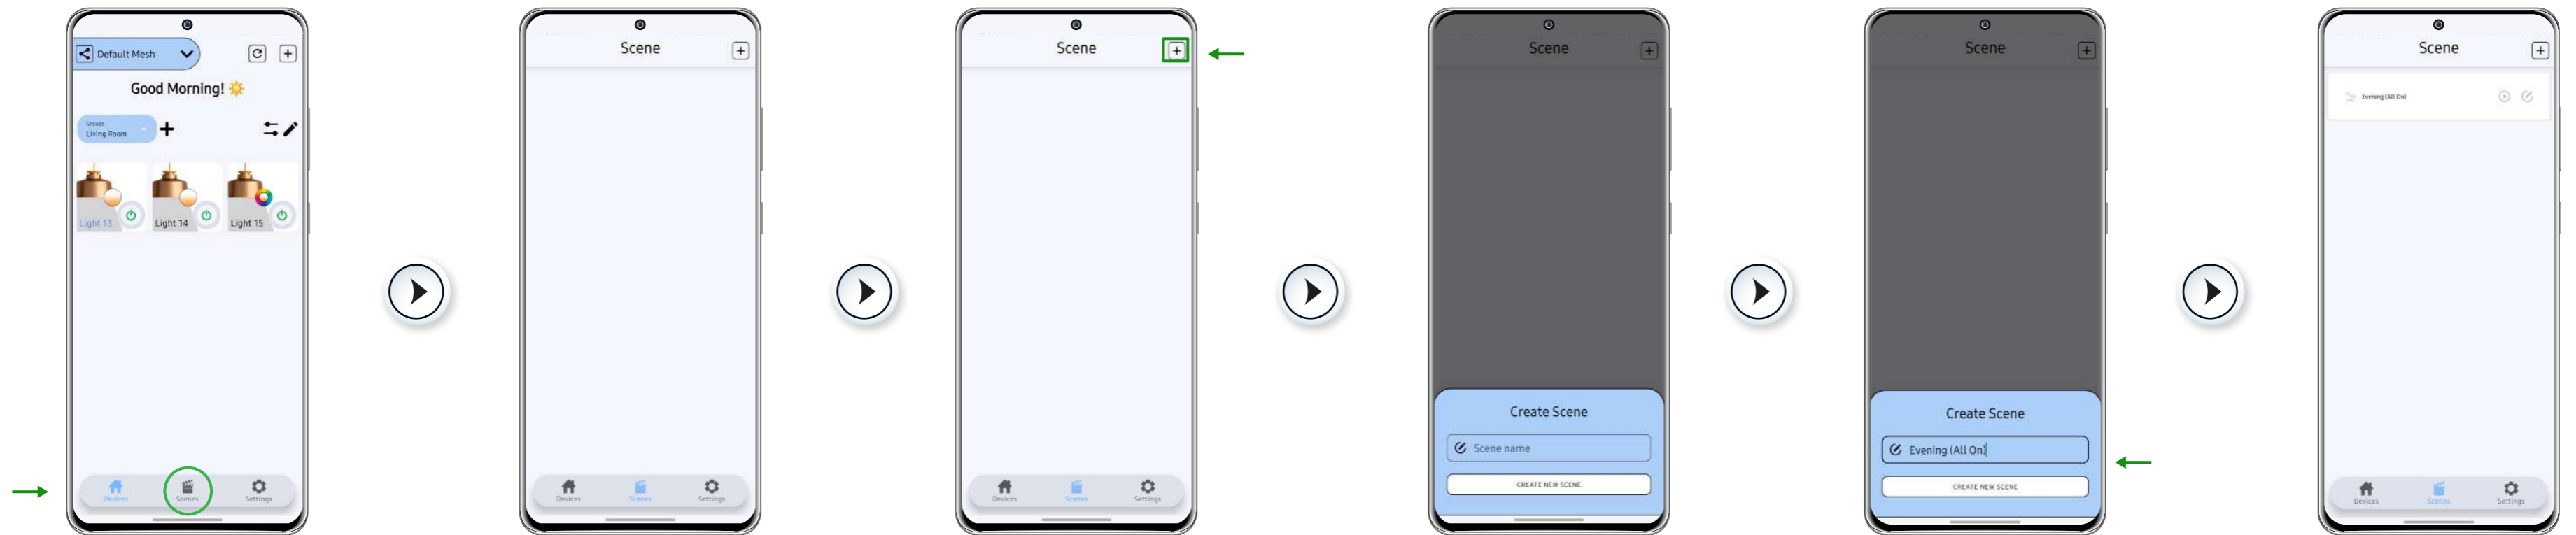 Default Mesh
Good Morning!
Groups
Living Room
Light 13
Light 14
Light 15
Devices
Scenes
Settings
Scene
Devices
Scenes
Settings
Scene
Devices
Scenes
Settings
Scene
Create Scene
Scene name
CREATE NEW SCENE
Scene
Create Scene
Evening (All On)
CREATE NEW SCENE
Scene
Evening (All On)
Devices
Scenes
Settings